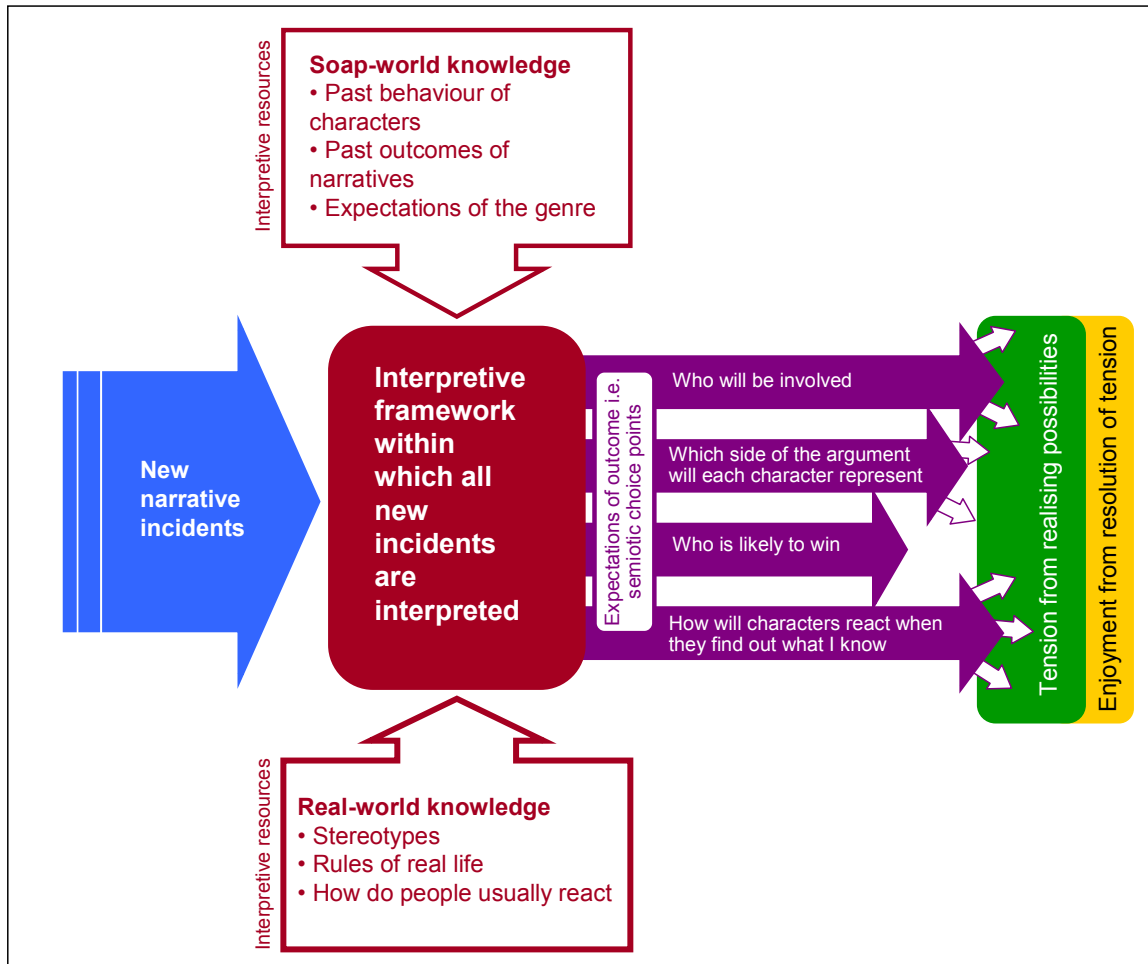 Interpretive resources
Soap-world knowledge
• Past behaviour of
characters
• Past outcomes of
narratives
• Expectations of the genre
New
narrative
incidents
Interpretive
framework
within
which all
new
incidents
are
interpreted
Expectations of outcome i.e.
semiotic choice points
Who will be involved
Which side of the argument
will each character represent
Who is likely to win
How will characters react when
they find out what I know
Tension from realising possibilities
Enjoyment from resolution of tension
Interpretive resources
Real-world knowledge
• Stereotypes
• Rules of real life
• How do people usually react